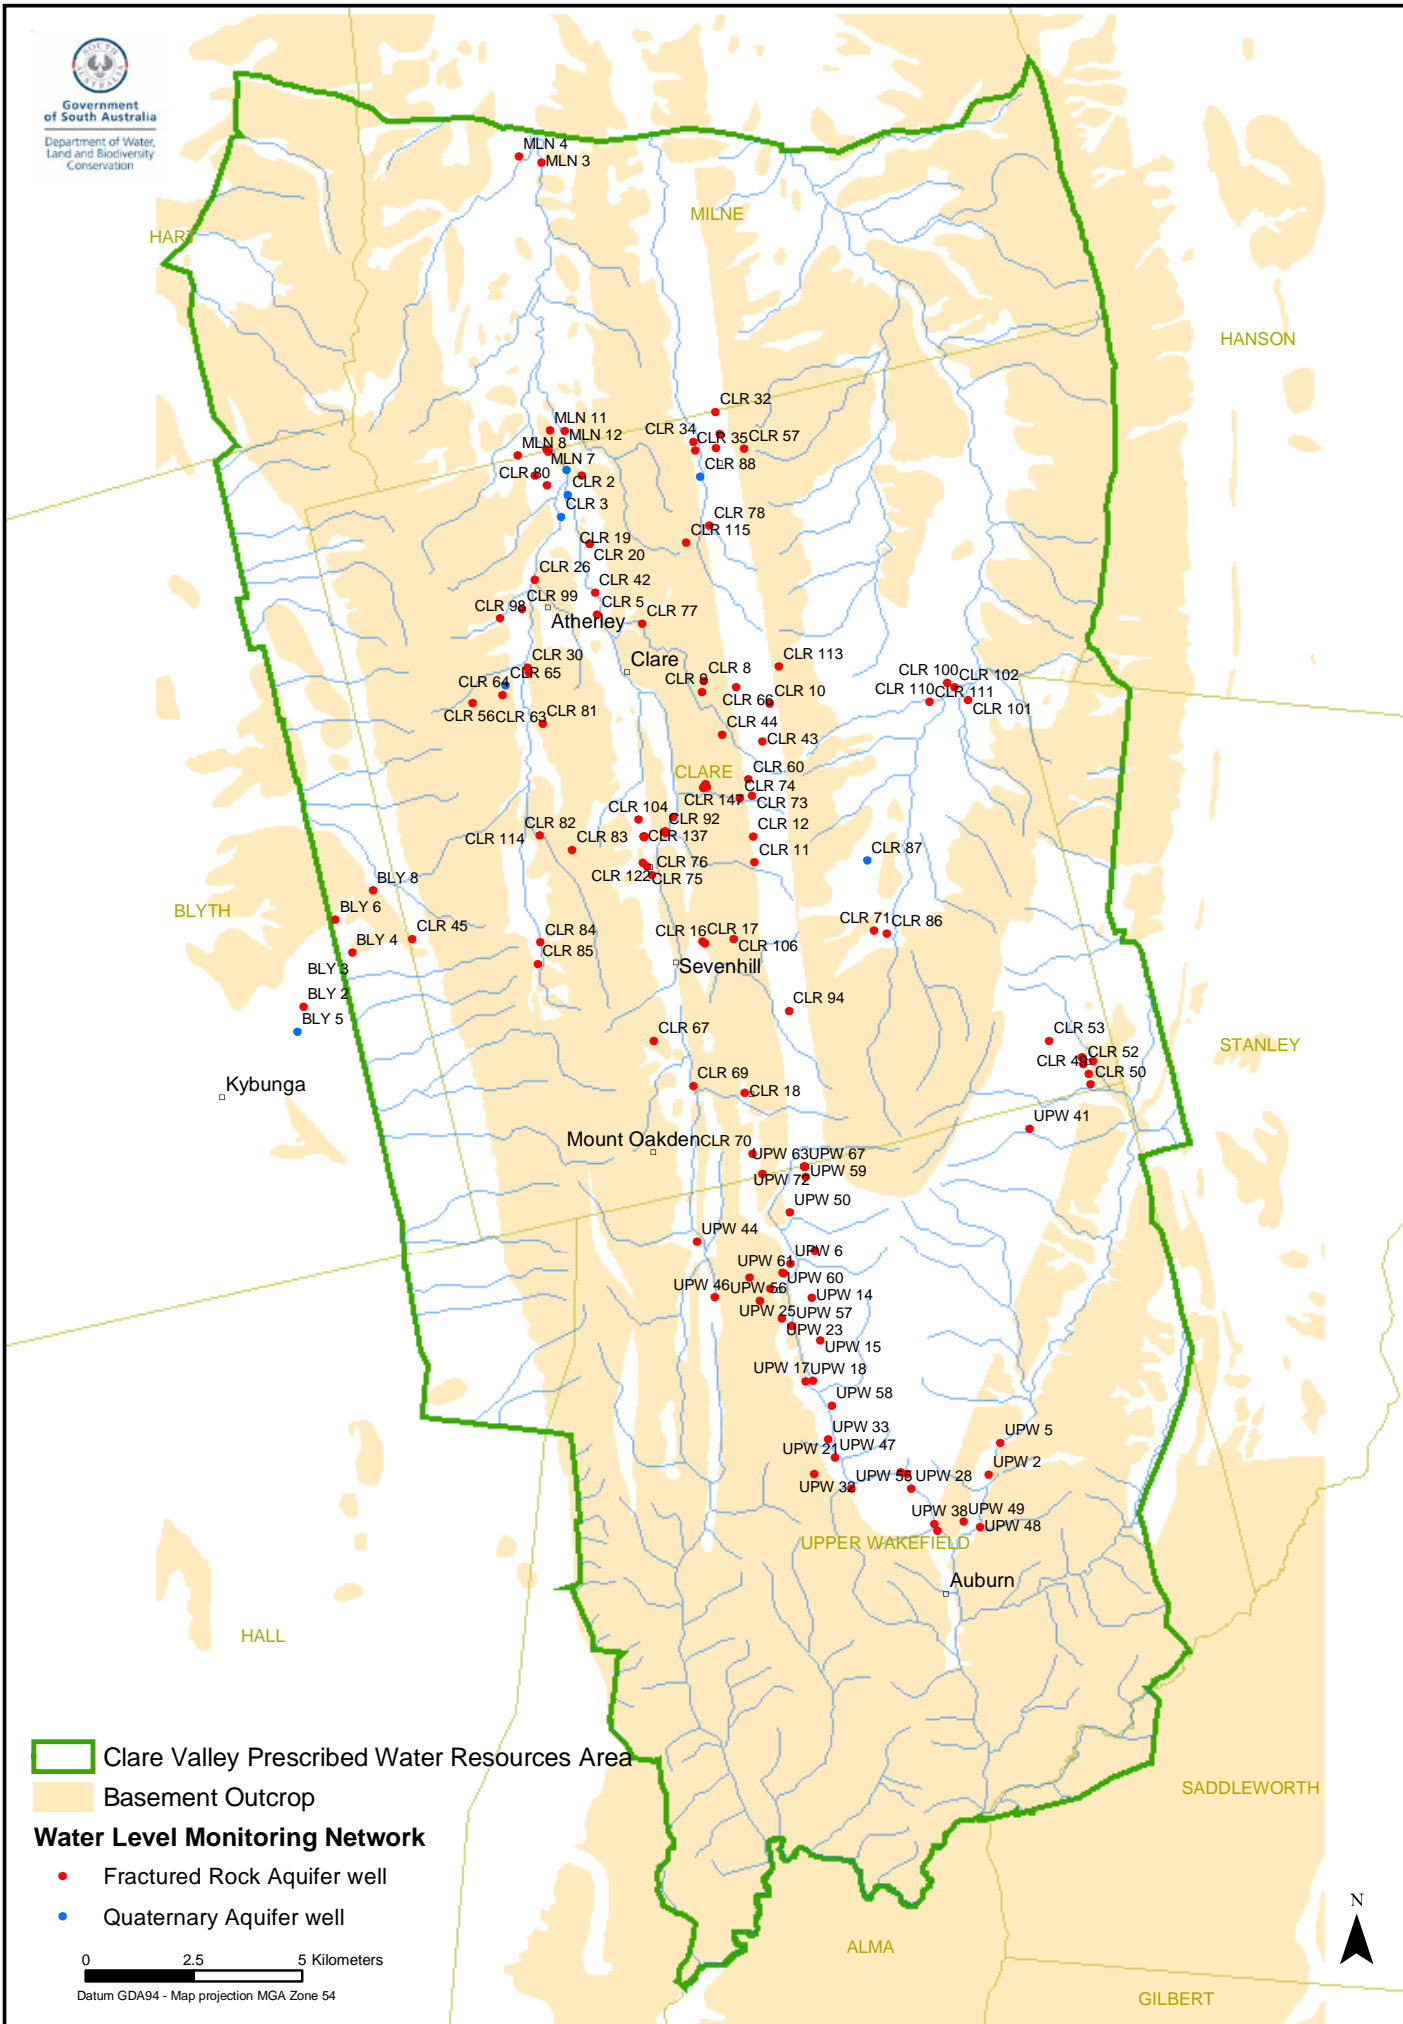 SOUTH
AUSTRALIA
Government
of South Australia
Department of Water,
Land and Biodiversity
Conservation
MLN 4
MLN 3
MILNE
HART
HANSON
CLR 32
MLN 11
MLN 12
CLR 34
CLR 35
CLR 57
MLN 8
MLN 7
CLR 88
CLR 80
CLR 2
CLR 3
CLR 78
CLR 115
CLR 19
CLR 20
CLR 26
CLR 42
CLR 99
CLR 98
CLR 5
CLR 77
Atherley
CLR 30
CLR 65
Clare
CLR 8
CLR 113
CLR 9
CLR 64
CLR 66
CLR 10
CLR 100
CLR 102
CLR 110
CLR 111
CLR 101
CLR 56
CLR 63
CLR 81
CLR 44
CLR 43
CLARE
CLR 60
CLR 74
CLR 147
CLR 73
CLR 104
CLR 92
CLR 82
CLR 114
CLR 83
CLR 137
CLR 12
CLR 11
CLR 87
CLR 76
CLR 122
CLR 75
BLY 8
BLYTH
BLY 6
CLR 45
BLY 4
CLR 84
CLR 85
CLR 16
CLR 17
CLR 106
CLR 71
CLR 86
Sevenhill
BLY 3
BLY 2
BLY 5
CLR 94
CLR 67
CLR 53
CLR 52
CLR 49
CLR 50
STANLEY
Kybunga
CLR 69
CLR 18
UPW 41
Mount Oakden
CLR 70
UPW 63
UPW 67
UPW 59
UPW 72
UPW 50
UPW 44
UPW 6
UPW 61
UPW 60
UPW 46
UPW 56
UPW 14
UPW 25
UPW 57
UPW 23
UPW 15
UPW 17
UPW 18
UPW 58
UPW 33
UPW 21
UPW 47
UPW 5
UPW 2
UPW 32
UPW 55
UPW 28
UPW 38
UPW 49
UPW 48
UPPER WAKEFIELD
Auburn
HALL
Clare Valley Prescribed Water Resources Area
Basement Outcrop
SADDLEWORTH
Water Level Monitoring Network
Fractured Rock Aquifer well
Quaternary Aquifer well
N
ALMA
0 2.5 5 Kilometers
Datum GDA94 - Map projection MGA Zone 54
GILBERT